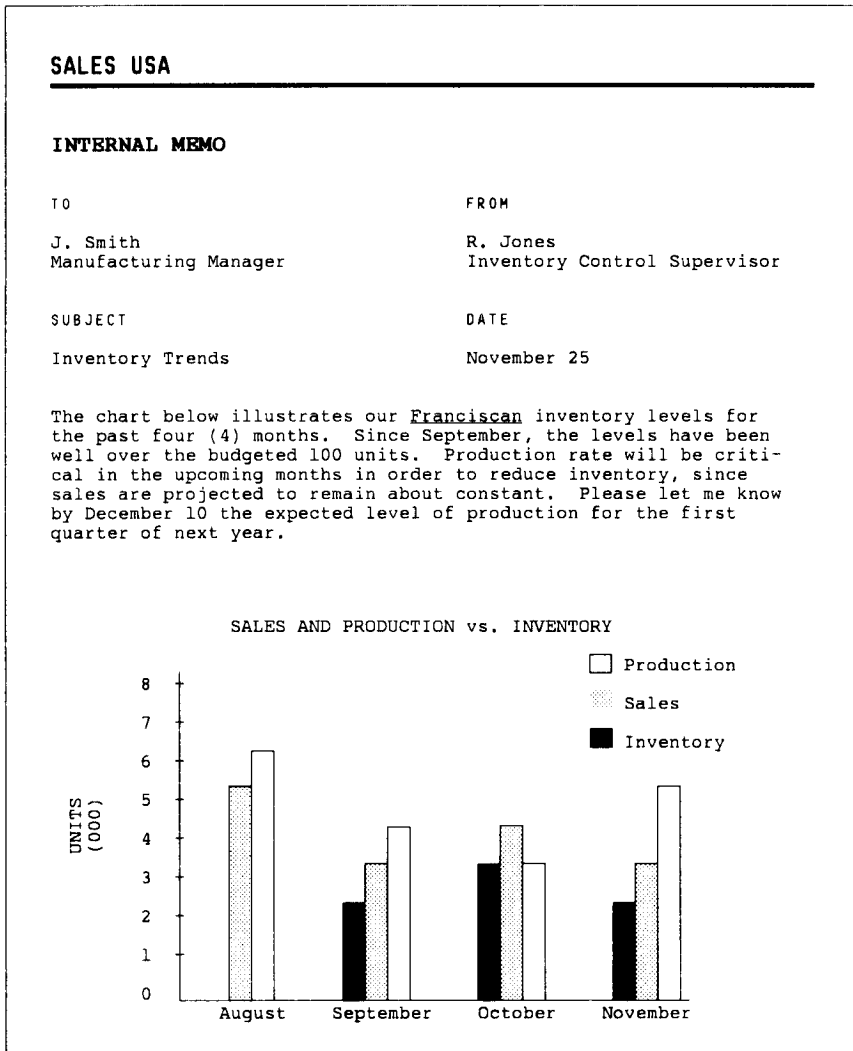 SALES USA
INTERNAL MEMO
TO FROM
J. Smith R. Jones
Manufacturing Manager Inventory Control Supervisor
SUBJECT DATE
Inventory Trends November 25
The chart below illustrates our Franciscan inventory levels for
the past four (4) months. Since September, the levels have been
well over the budgeted 100 units. Production rate will be criti-
cal in the upcoming months in order to reduce inventory, since
sales are projected to remain about constant. Please let me know
by December 10 the expected level of production for the first
quarter of next year.
SALES AND PRODUCTION vs. INVENTORY
Production
Sales
Inventory
8
7
6
5
4
3
2
1
0
UNITS
(000)
August September October November